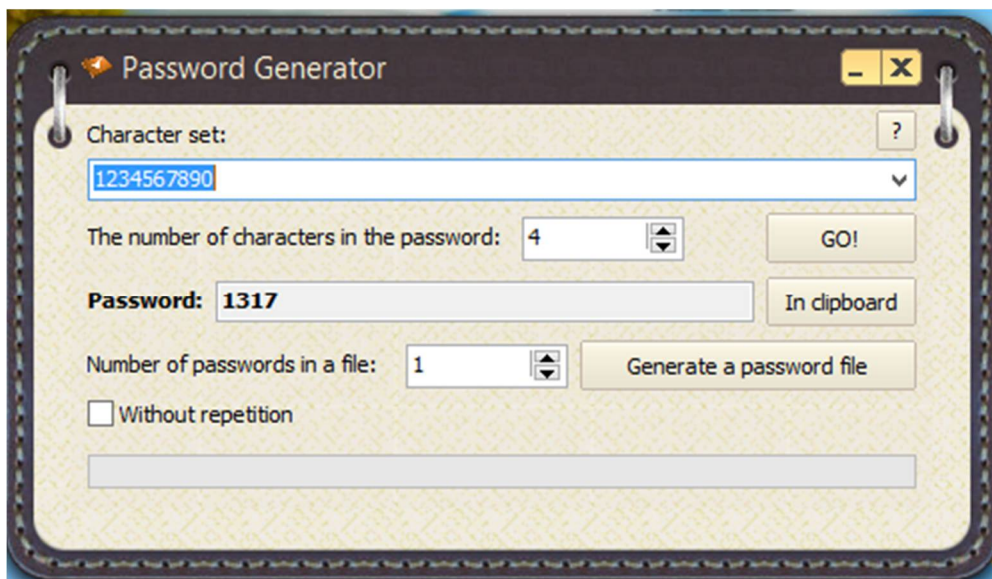 Password Generator
Character set:
?
1234567890
The number of characters in the password: 4 GO!
Password: 1317 In clipboard
Number of passwords in a file: 1 Generate a password file
Without repetition